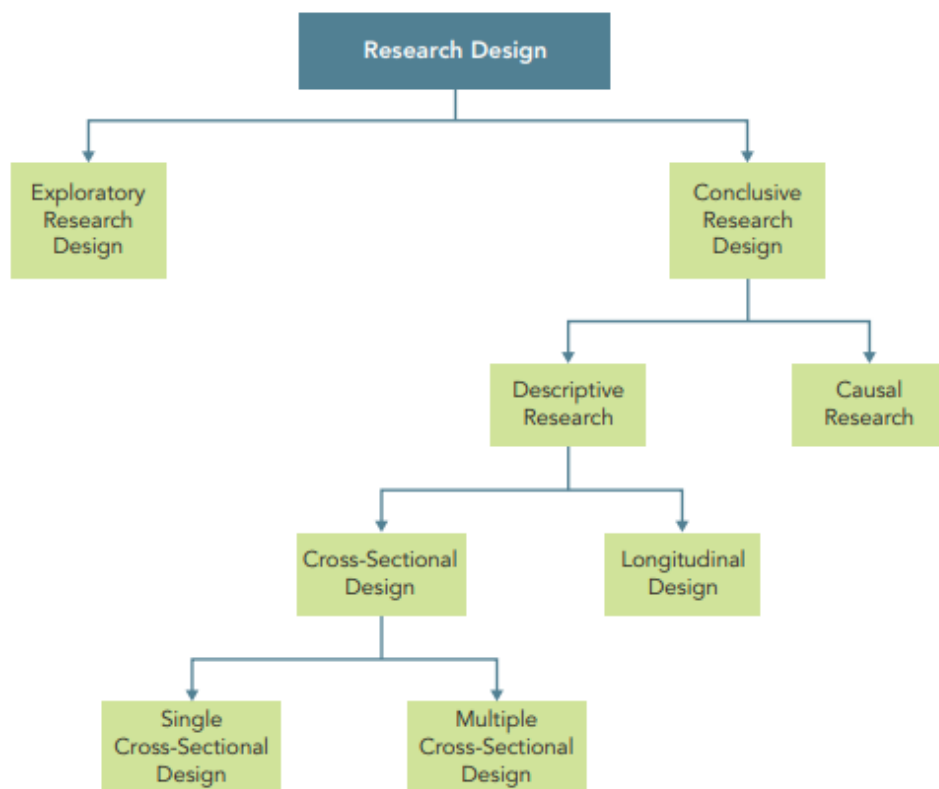 Research Design
Exploratory
Research
Design
Conclusive
Research
Design
Descriptive
Research
Causal
Research
Cross-Sectional
Design
Longitudinal
Design
Single
Cross-Sectional
Design
Multiple
Cross-Sectional
Design